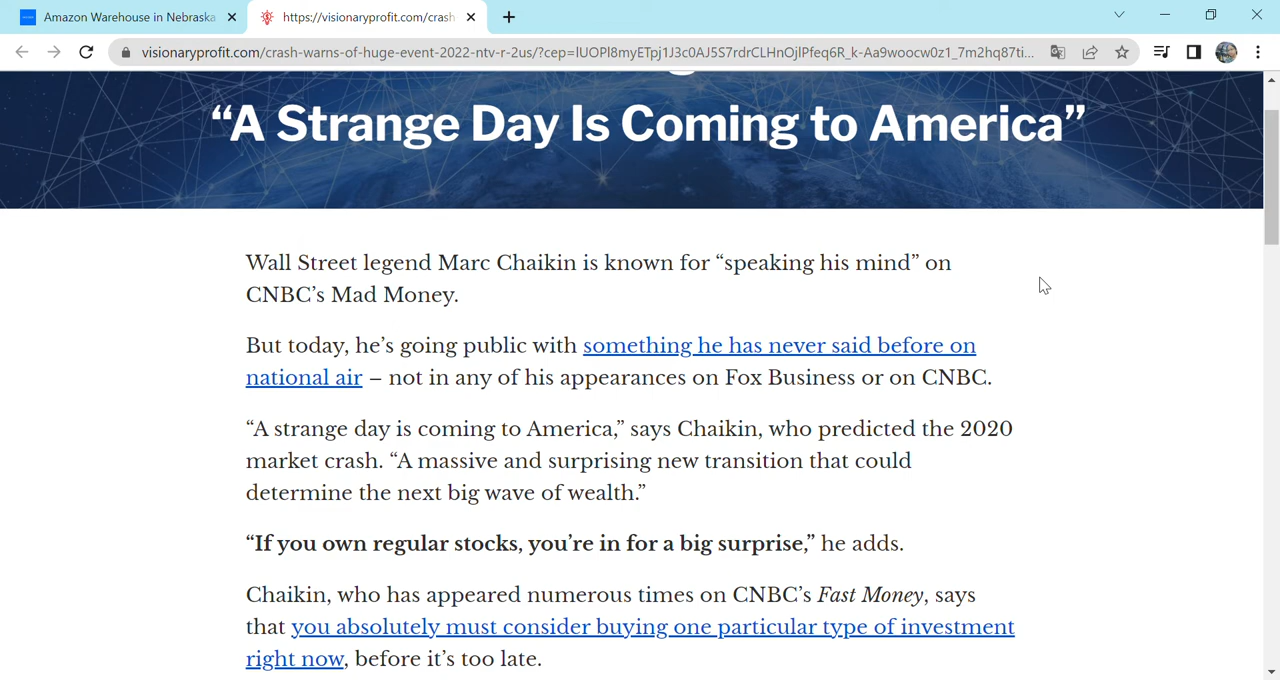 Amazon Warehouse in Nebraska
https://visionaryprofit.com/crash
visionaryprofit.com/crash-warns-of-huge-event-2022-ntv-r-2us/?cep=IUOPl8myETpj1J3c0AJ5S7rdrCLHnOjlPfeq6R_k-Aa9woocw0z1_7m2hq87ti...
“A Strange Day Is Coming to America”
Wall Street legend Marc Chaikin is known for “speaking his mind” on
CNBC’s Mad Money.
But today, he’s going public with something he has never said before on
national air – not in any of his appearances on Fox Business or on CNBC.
“A strange day is coming to America,” says Chaikin, who predicted the 2020
market crash. “A massive and surprising new transition that could
determine the next big wave of wealth.”
“If you own regular stocks, you’re in for a big surprise,” he adds.
Chaikin, who has appeared numerous times on CNBC’s Fast Money, says
that you absolutely must consider buying one particular type of investment
right now, before it’s too late.